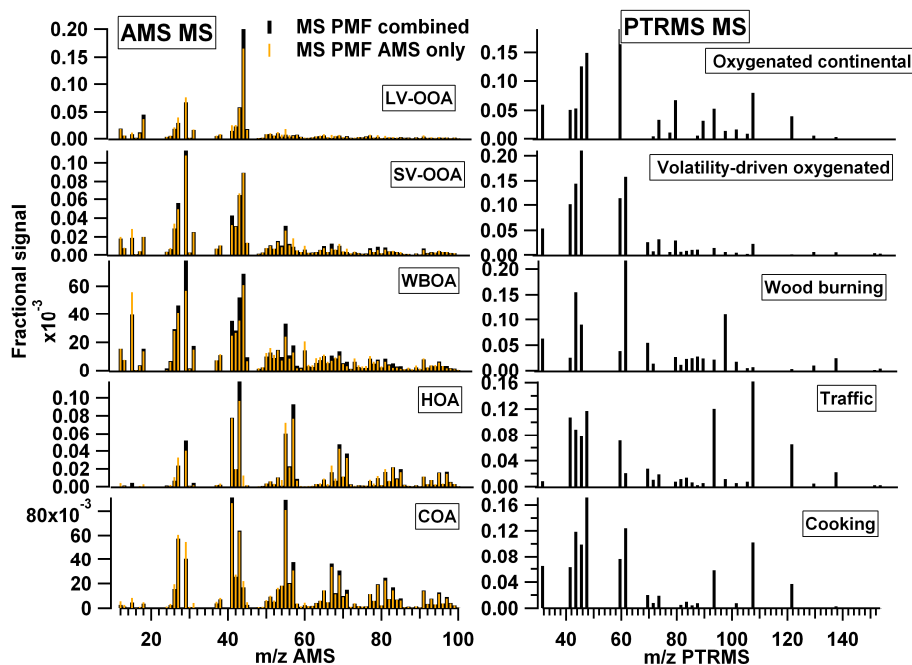 AMS MS
MS PMF combined
MS PMF AMS only
PTRMS MS
Fractional signal
0.20
0.15
0.10
0.05
0.00
LV-OOA
0.10
0.08
0.06
0.04
0.02
0.00
SV-OOA
x10⁻³
60
40
20
0
WBOA
0.10
0.08
0.06
0.04
0.02
0.00
HOA
80x10⁻³
60
40
20
0
COA
20 40 60 80 100
m/z AMS
0.15
0.10
0.05
0.00
Oxygenated continental
0.20
0.15
0.10
0.05
0.00
Volatility-driven oxygenated
0.20
0.15
0.10
0.05
0.00
Wood burning
0.16
0.12
0.08
0.04
0.00
Traffic
0.16
0.12
0.08
0.04
0.00
Cooking
40 60 80 100 120 140
m/z PTRMS